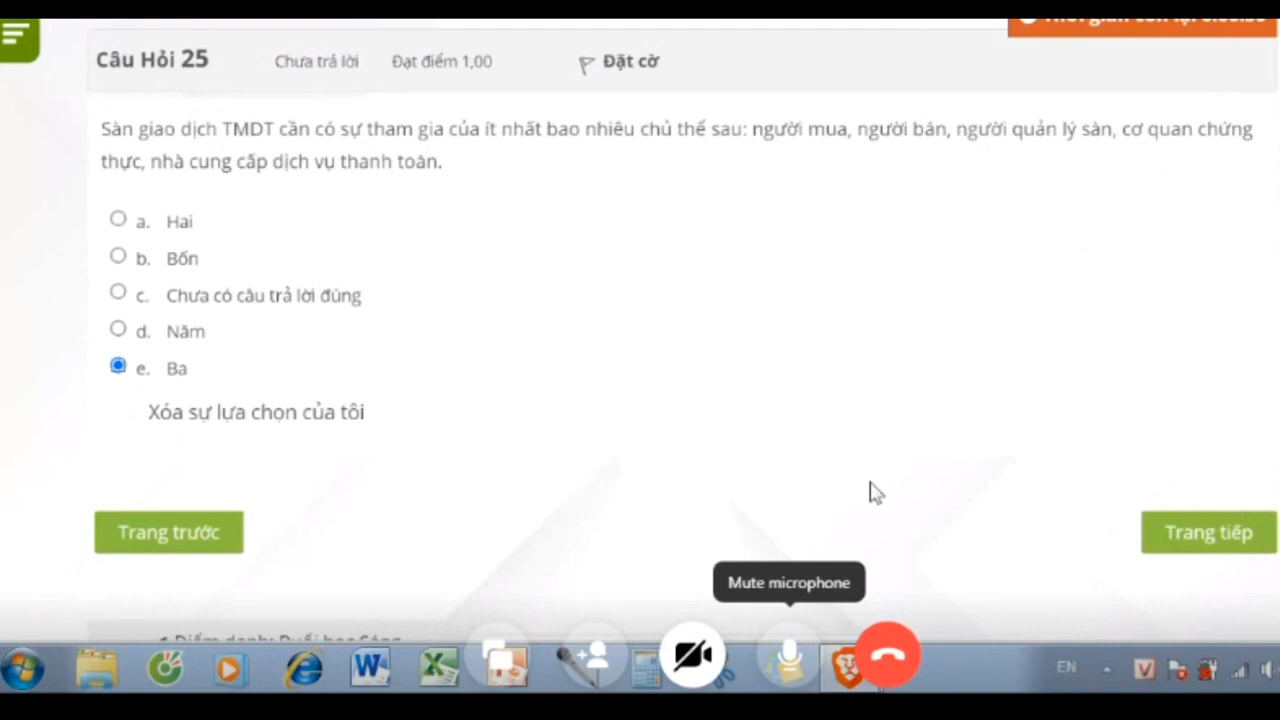 Câu Hỏi 25 Chưa trả lời Đạt điểm 1,00 Đặt cờ
Sàn giao dịch TMDT cần có sự tham gia của ít nhất bao nhiêu chủ thể sau: người mua, người bán, người quản lý sàn, cơ quan chứng
thực, nhà cung cấp dịch vụ thanh toán.
a. Hai
b. Bốn
c. Chưa có câu trả lời đúng
d. Năm
e. Ba
Xóa sự lựa chọn của tôi
Trang trước Trang tiếp
Mute microphone
EN